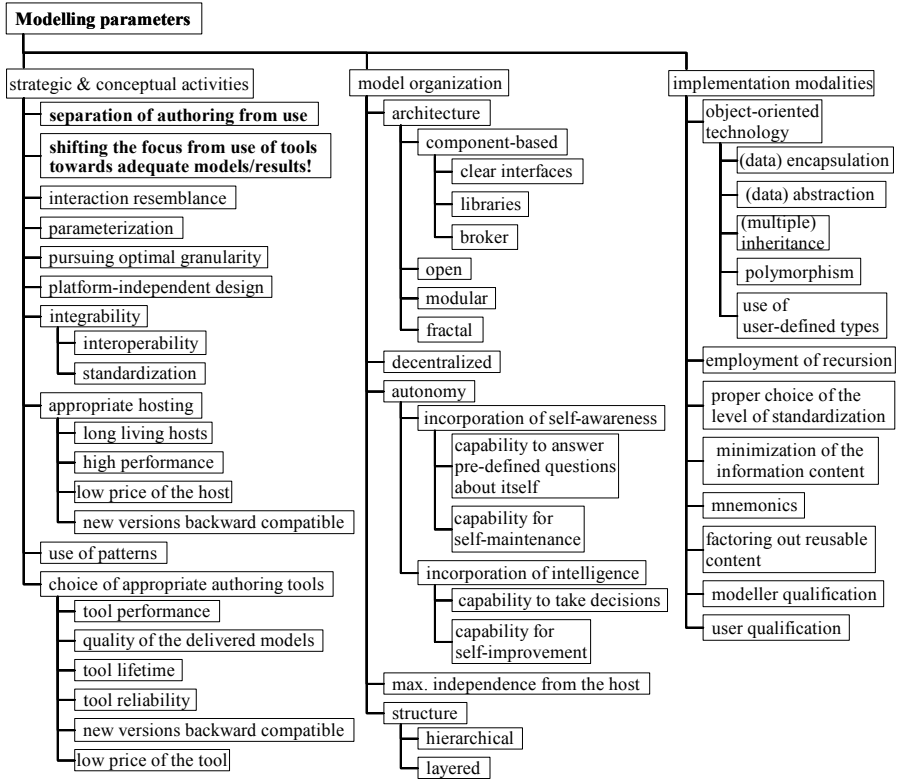 Modelling parameters
strategic & conceptual activities
separation of authoring from use
shifting the focus from use of tools
towards adequate models/results!
interaction resemblance
parameterization
pursuing optimal granularity
platform-independent design
integrability
interoperability
standardization
appropriate hosting
long living hosts
high performance
low price of the host
new versions backward compatible
use of patterns
choice of appropriate authoring tools
tool performance
quality of the delivered models
tool lifetime
tool reliability
new versions backward compatible
low price of the tool
model organization
architecture
component-based
clear interfaces
libraries
broker
open
modular
fractal
decentralized
autonomy
incorporation of self-awareness
capability to answer
pre-defined questions
about itself
capability for
self-maintenance
incorporation of intelligence
capability to take decisions
capability for
self-improvement
max. independence from the host
structure
hierarchical
layered
implementation modalities
object-oriented
technology
(data) encapsulation
(data) abstraction
(multiple)
inheritance
polymorphism
use of
user-defined types
employment of recursion
proper choice of the
level of standardization
minimization of the
information content
mnemonics
factoring out reusable
content
modeller qualification
user qualification